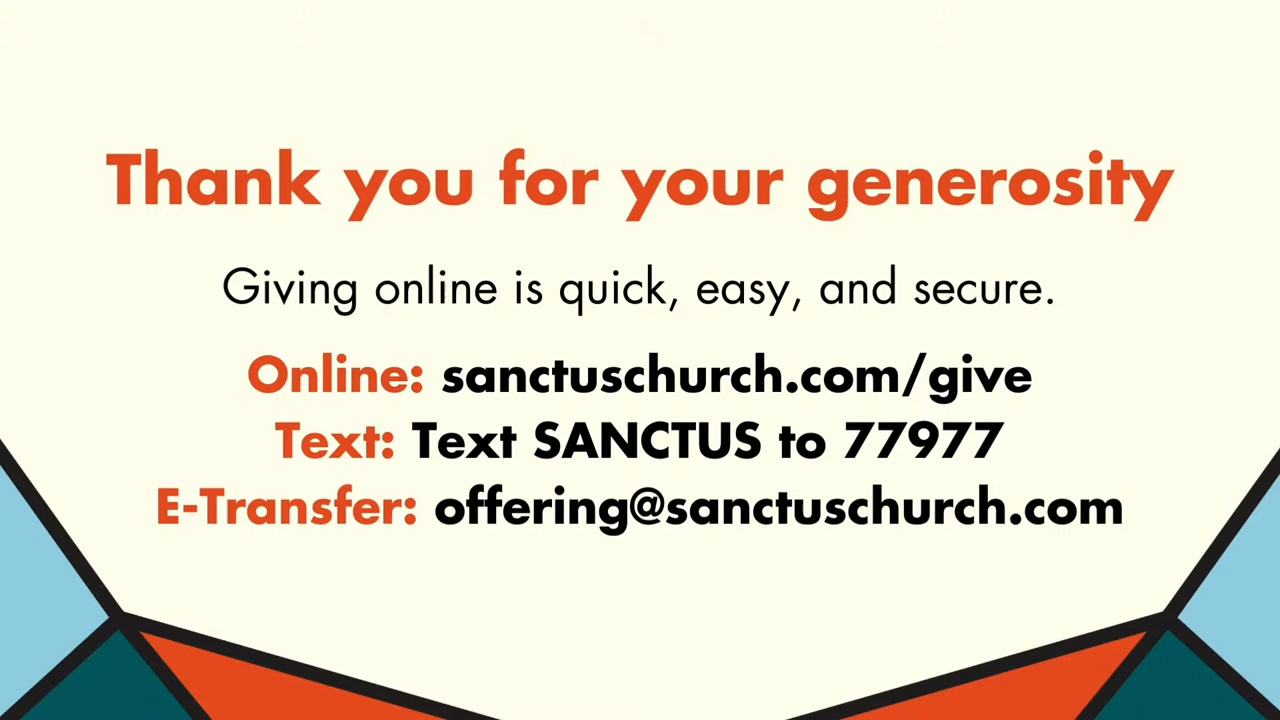 Thank you for your generosity
Giving online is quick, easy, and secure.
Online: sanctuschurch.com/give
Text: Text SANCTUS to 77977
E-Transfer: offering@sanctuschurch.com